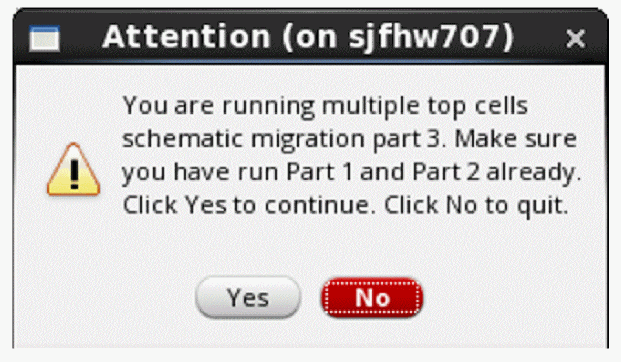 Attention (on sjfhw707)
You are running multiple top cells
schematic migration part 3. Make sure
you have run Part 1 and Part 2 already.
Click Yes to continue. Click No to quit.
Yes No